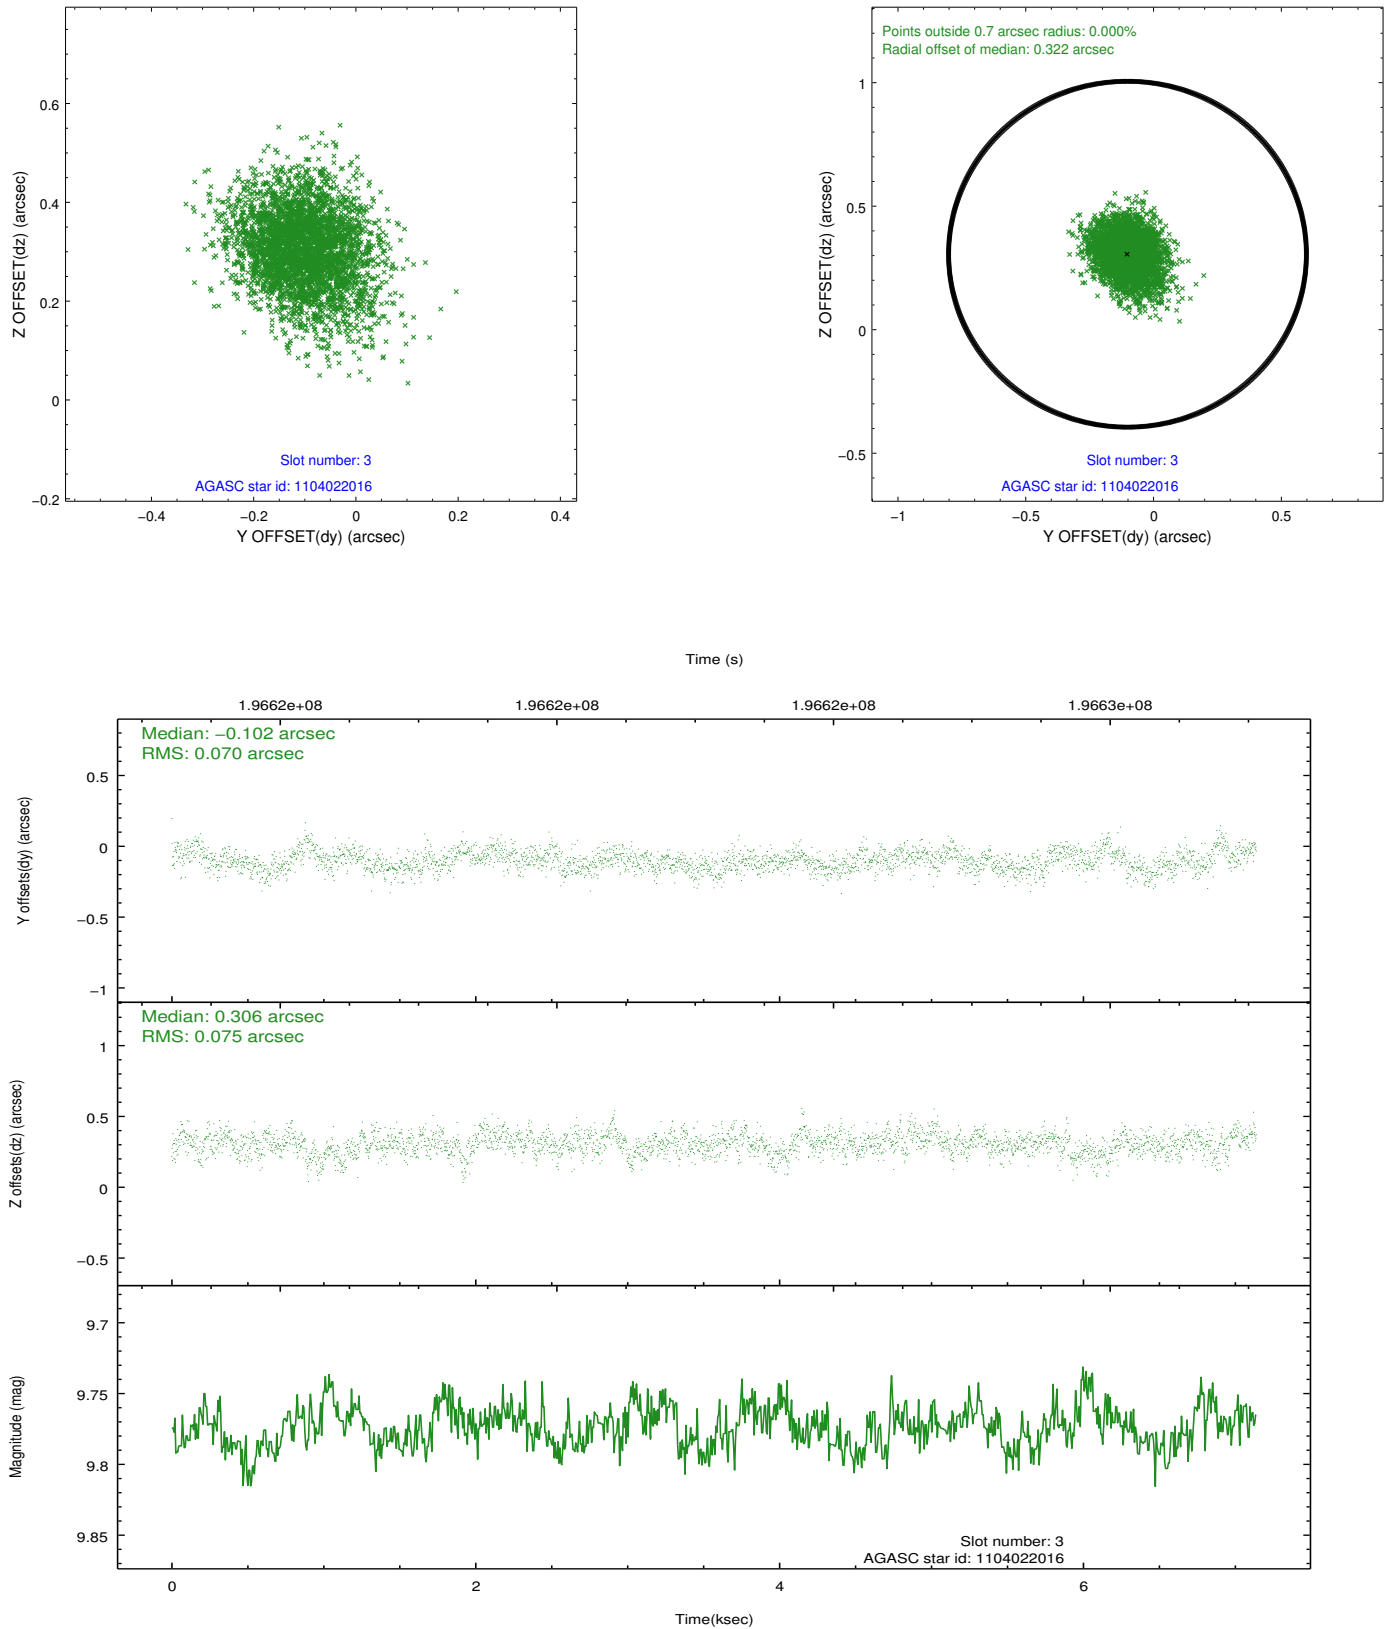 0.6
0.4
0.2
0
−0.2
Z OFFSET(dz) (arcsec)
Slot number: 3
AGASC star id: 1104022016
−0.4
−0.2
0
0.2
0.4
Y OFFSET(dy) (arcsec)
Points outside 0.7 arcsec radius: 0.000%
Radial offset of median: 0.322 arcsec
1
0.5
0
−0.5
Z OFFSET(dz) (arcsec)
Slot number: 3
AGASC star id: 1104022016
−1
−0.5
0
0.5
Y OFFSET(dy) (arcsec)
Time (s)
1.9662e+08
1.9662e+08
1.9662e+08
1.9663e+08
Median: −0.102 arcsec
RMS: 0.070 arcsec
0.5
0
−0.5
−1
Y offsets(dy) (arcsec)
Median: 0.306 arcsec
RMS: 0.075 arcsec
1
0.5
0
−0.5
Z offsets(dz) (arcsec)
9.7
9.75
9.8
9.85
Magnitude (mag)
Slot number: 3
AGASC star id: 1104022016
0
2
4
6
Time(ksec)